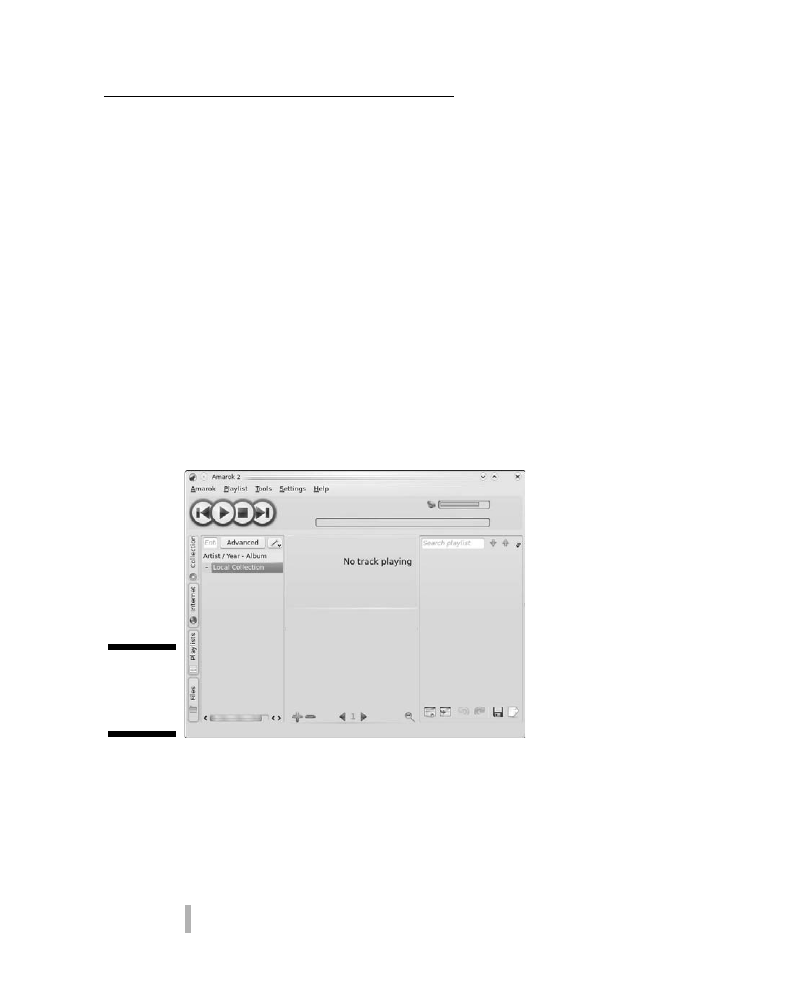 Amarok 2
Amarok Playlist Tools Settings Help
Collection
Internet
Playlists
Files
Ent Advanced
Artist / Year - Album
Local Collection
No track playing
1
Search playlist